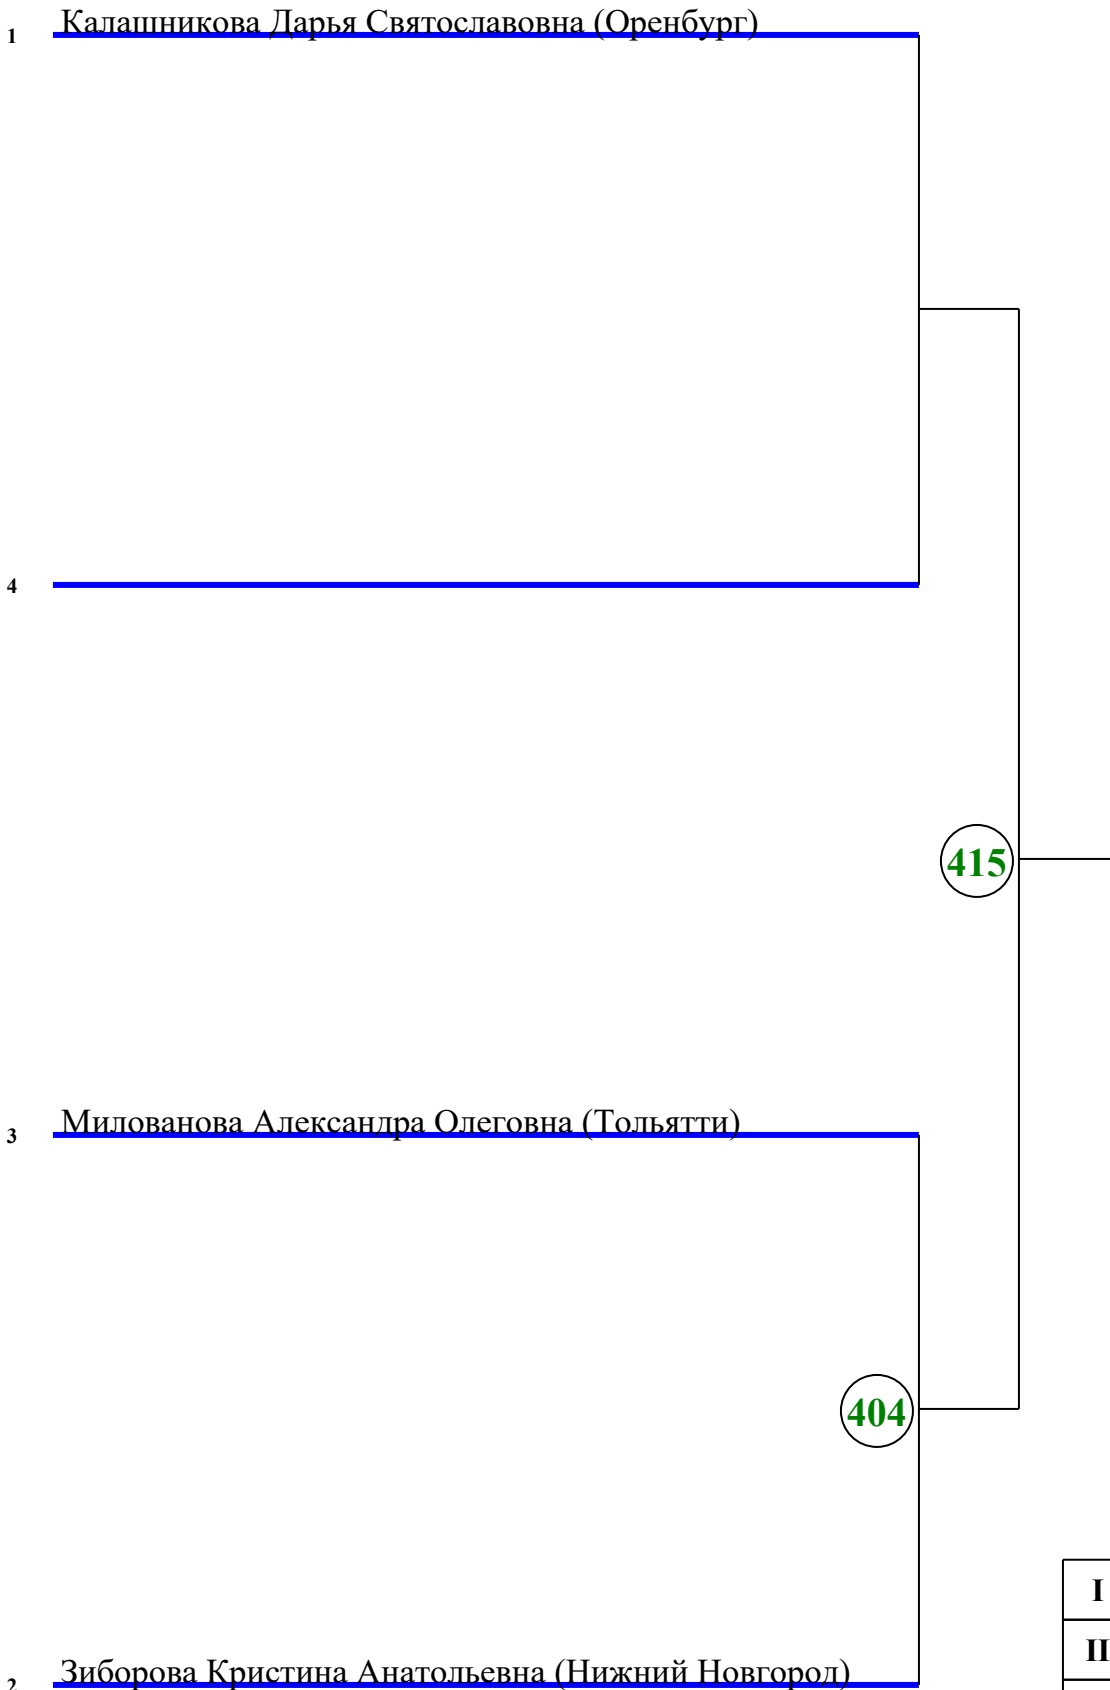 1 Калашникова Дарья Святославовна (Оренбург)
4
415
3 Милованова Александра Олеговна (Тольятти)
404
I
II
2 Зиборова Кристина Анатольевна (Нижний Новгород)